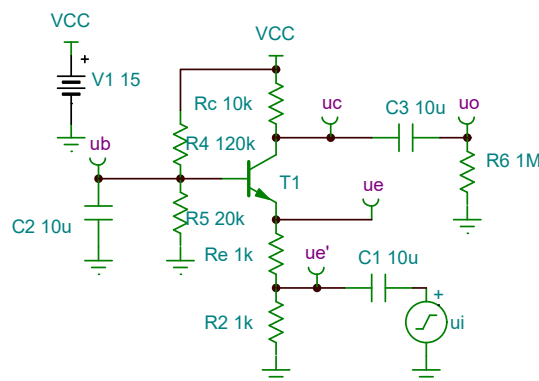 VCC
VCC
+
V1 15
Rc 10k
uc
C3 10u
uo
ub
R4 120k
R6 1M
T1
ue
C2 10u
R5 20k
Re 1k
ue'
C1 10u
+
R2 1k
ui